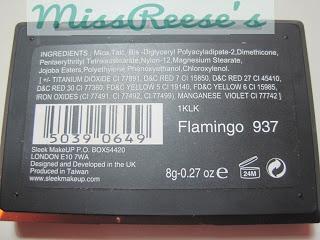 MissReese's
INGREDIENTS : Mica,Talc, Bis -Diglyceryl Polyacyladipate-2,Dimethicone,
Pentaerythrityl Tetraisostearate,Nylon-12,Magnesium Stearate,
Jojoba Esters,Polyethylene,Phenoxyethanol,Chloroxylenol.
[ +/- TITANIUM DIOXIDE CI 77891, D&C RED 7 CI 15850, D&C RED 27 CI 45410,
D&C RED 30 CI 77360, FD&C YELLOW 5 CI 19140, FD&C YELLOW 6 CI 15985,
IRON OXIDES (CI 77491, CI 77492, CI 77499), MANGANESE VIOLET CI 77742 ]
1KLK
Flamingo 937
5039 0649
Sleek MakeUP P.O. BOX54420
LONDON E10 7WA
Designed and Developed in the UK
Produced in Taiwan
www.sleekmakeup.com
8g-0.27 oz e
24M